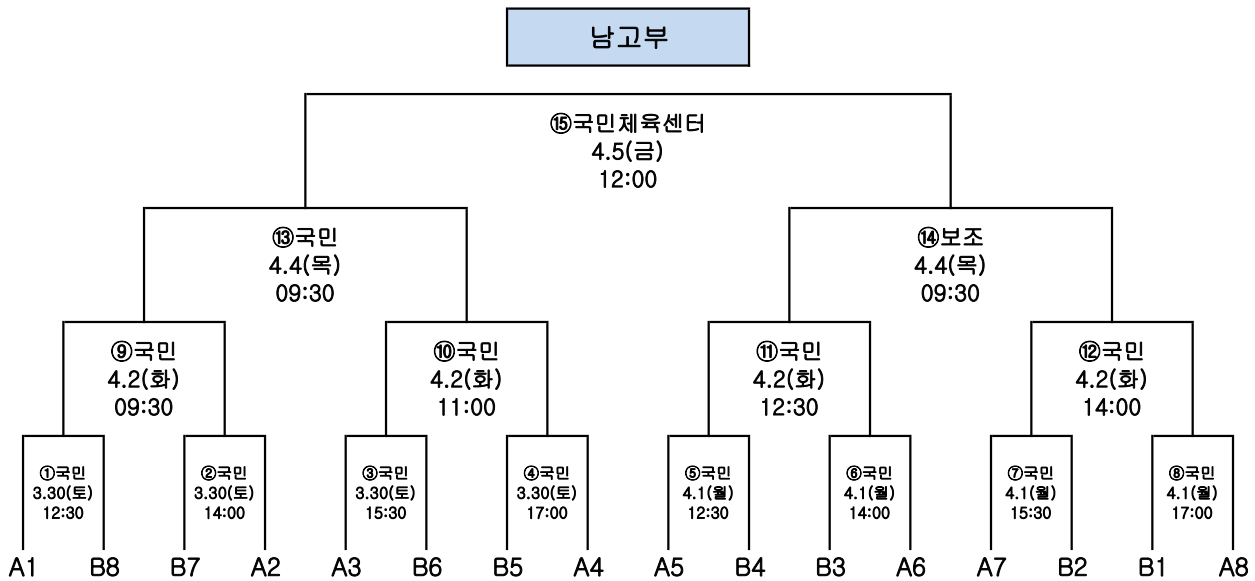 남고부
⑮국민체육센터
4.5(금)
12:00
⑬국민
4.4(목)
09:30
⑭보조
4.4(목)
09:30
⑨국민
4.2(화)
09:30
⑩국민
4.2(화)
11:00
⑪국민
4.2(화)
12:30
⑫국민
4.2(화)
14:00
①국민
3.30(토)
12:30
②국민
3.30(토)
14:00
③국민
3.30(토)
15:30
④국민
3.30(토)
17:00
⑤국민
4.1(월)
12:30
⑥국민
4.1(월)
14:00
⑦국민
4.1(월)
15:30
⑧국민
4.1(월)
17:00
A1 B8 B7 A2 A3 B6 B5 A4 A5 B4 B3 A6 A7 B2 B1 A8